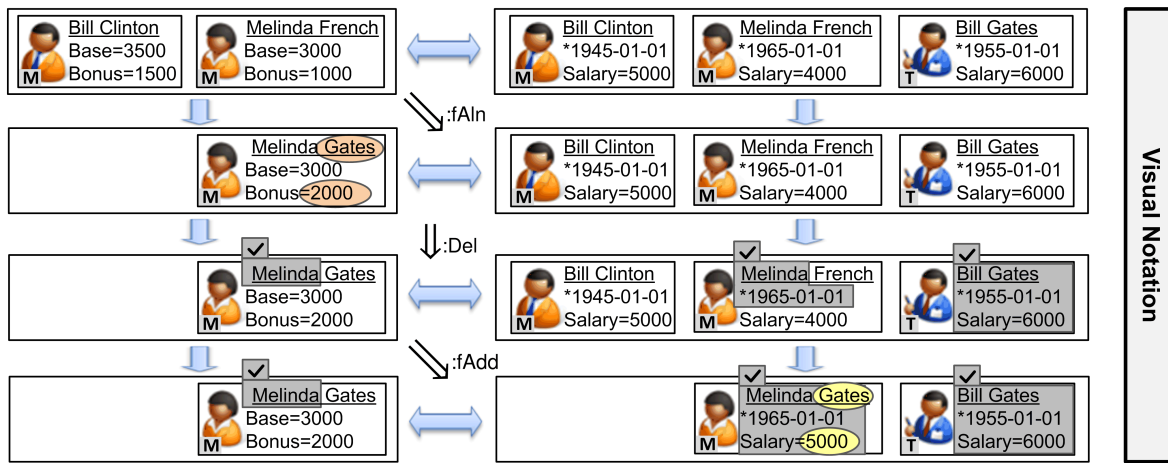 Bill Clinton
Base=3500
Bonus=1500
M
Melinda French
Base=3000
Bonus=1000
M
Bill Clinton
*1945-01-01
Salary=5000
M
Melinda French
*1965-01-01
Salary=4000
M
Bill Gates
*1955-01-01
Salary=6000
T
:fAln
Melinda Gates
Base=3000
Bonus=2000
M
Bill Clinton
*1945-01-01
Salary=5000
M
Melinda French
*1965-01-01
Salary=4000
M
Bill Gates
*1955-01-01
Salary=6000
T
:Del
✓
Melinda Gates
Base=3000
Bonus=2000
M
Bill Clinton
*1945-01-01
Salary=5000
M
✓
Melinda French
*1965-01-01
Salary=4000
M
✓
Bill Gates
*1955-01-01
Salary=6000
T
:fAdd
✓
Melinda Gates
Base=3000
Bonus=2000
M
✓
Melinda Gates
*1965-01-01
Salary=5000
M
✓
Bill Gates
*1955-01-01
Salary=6000
T
Visual Notation